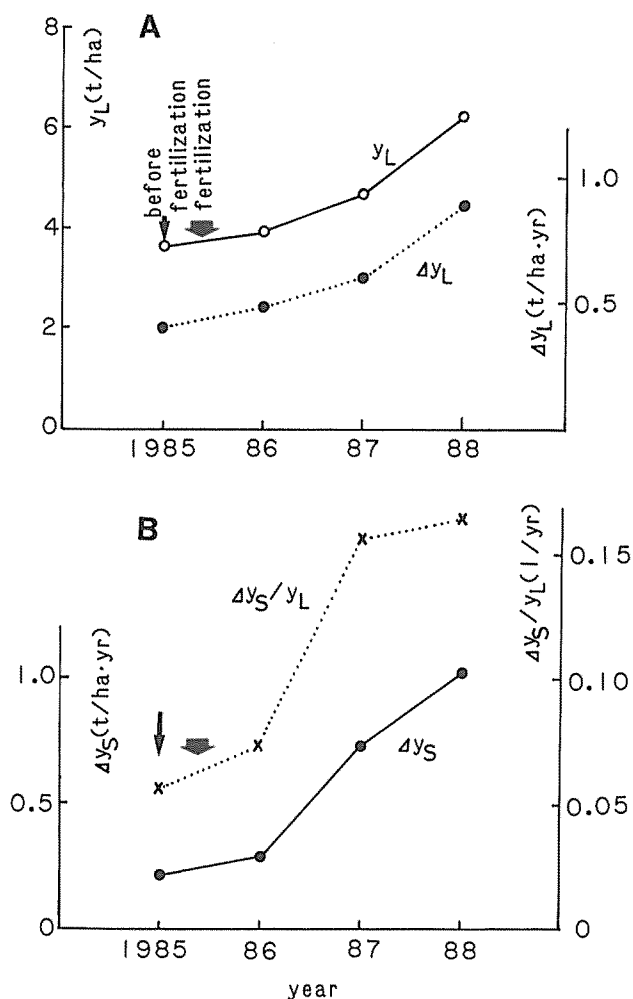 A
y_L(t/ha)
8
6
4
2
0
before
fertilization
fertilization
y_L
Δy_L
1.0
0.5
Δy_L(t/ha·yr)
1985 86 87 88
B
Δy_S/y_L
Δy_S
Δy_S(t/ha·yr)
1.0
0.5
0
Δy_S/y_L(1/yr)
0.15
0.10
0.05
0
1985 86 87 88
year